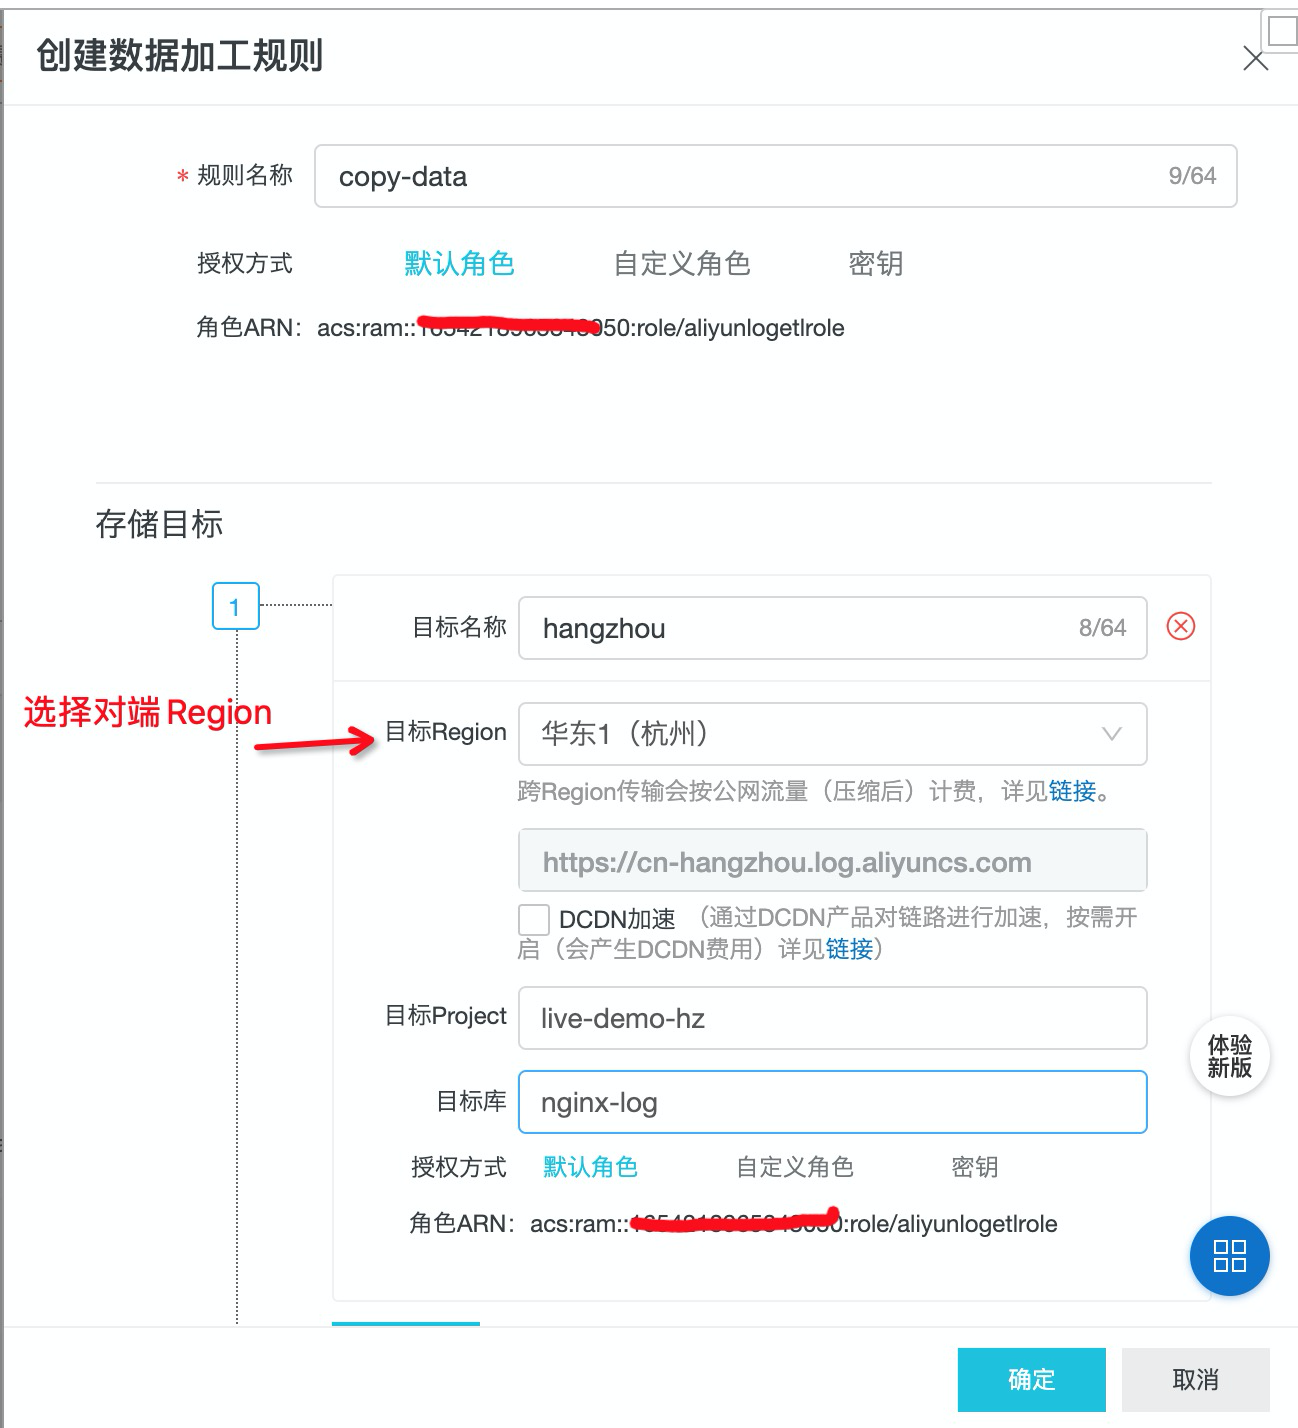 创建数据加工规则
* 规则名称 copy-data 9/64
授权方式 默认角色 自定义角色 密钥
角色ARN: acs:ram:: 050:role/aliyunlogetlrole
存储目标
1
目标名称 hangzhou 8/64
选择对端 Region
目标Region 华东1（杭州）
跨Region传输会按公网流量（压缩后）计费，详见链接。
https://cn-hangzhou.log.aliyuncs.com
DCDN加速 （通过DCDN产品对链路进行加速，按需开
启（会产生DCDN费用）详见链接）
目标Project live-demo-hz
体验
新版
目标库 nginx-log
授权方式 默认角色 自定义角色 密钥
角色ARN: acs:ram:: :role/aliyunlogetlrole
确定 取消